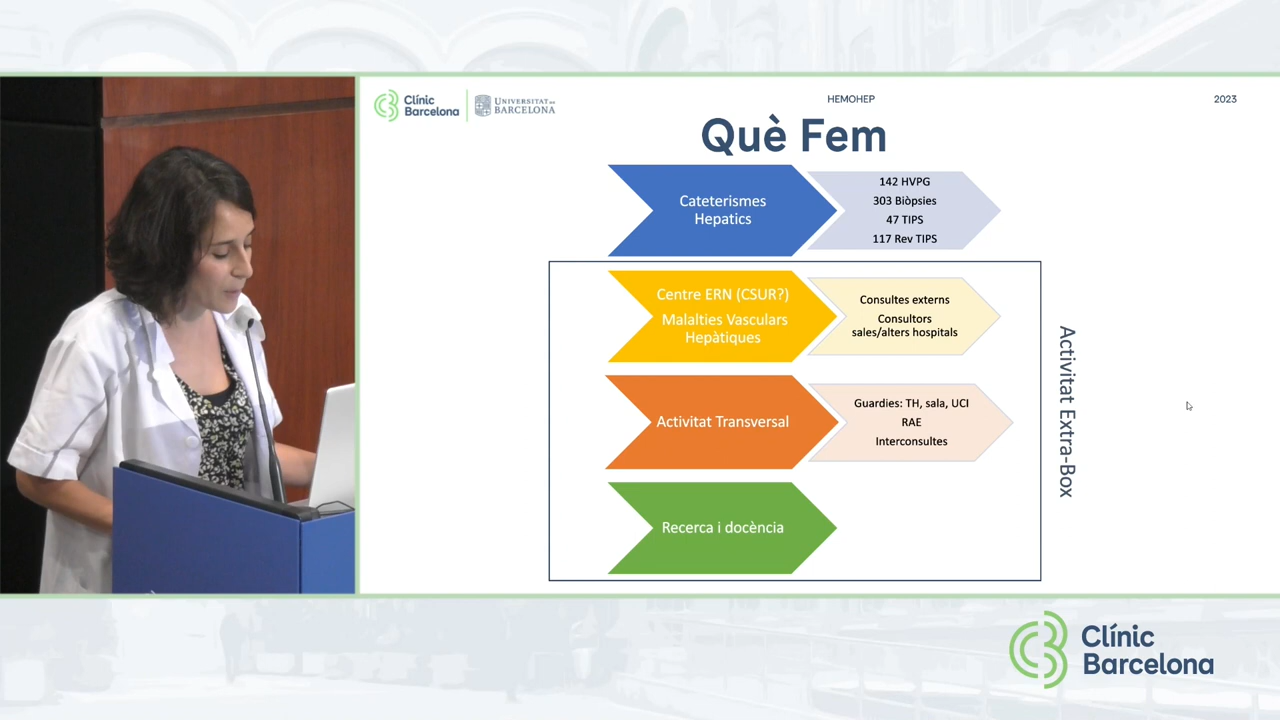 Clínic
Barcelona
UNIVERSITAT DE
BARCELONA
HEMOHEP
2023
Què Fem
Cateterismes
Hepatics
142 HVPG
303 Biòpsies
47 TIPS
117 Rev TIPS
Centre ERN (CSUR?)
Malalties Vasculars
Hepàtiques
Consultes externs
Consultors
sales/alters hospitals
Activitat Transversal
Guardies: TH, sala, UCI
RAE
Interconsultes
Recerca i docència
Activitat Extra-Box
Clínic
Barcelona